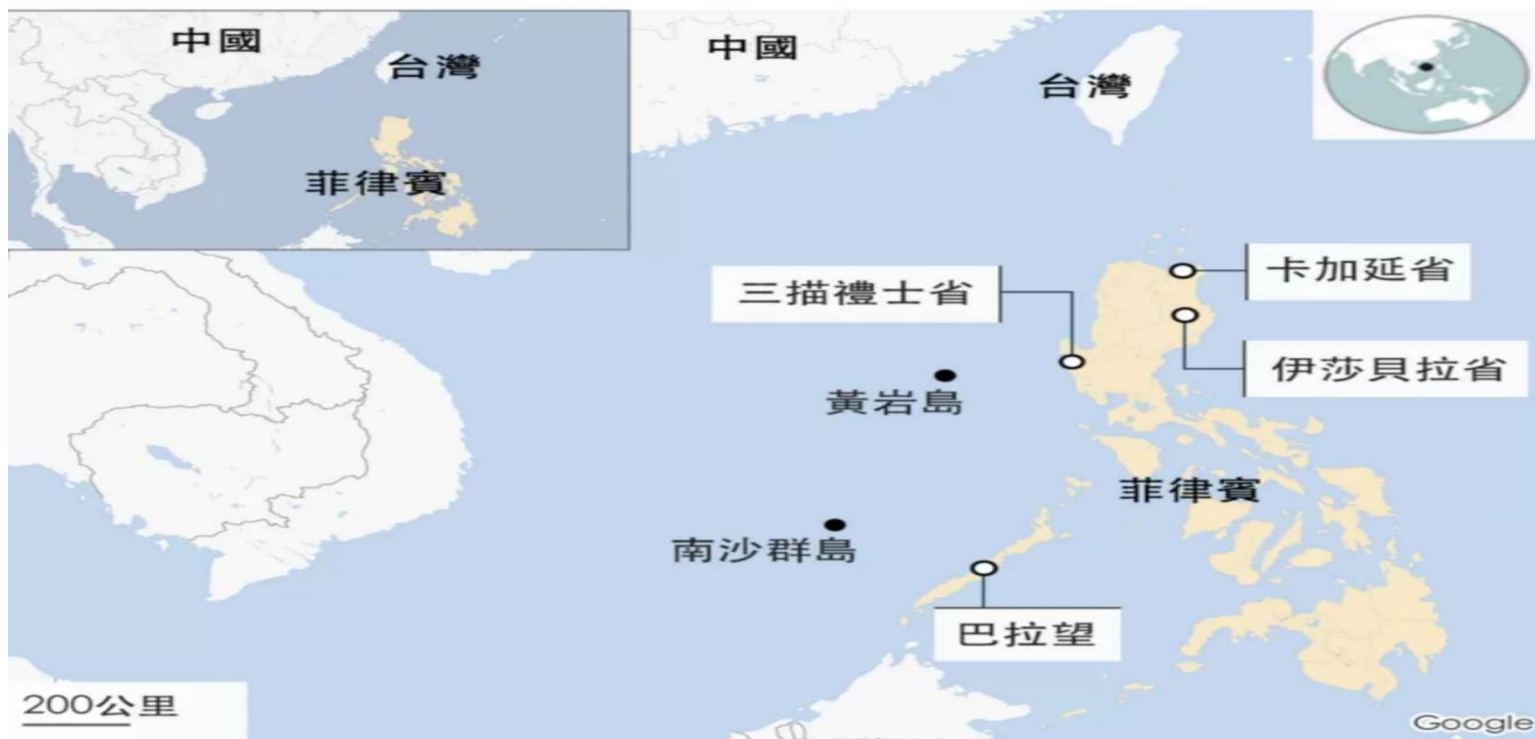 中國
台灣
菲律賓
中國
台灣
卡加延省
三描禮士省
伊莎貝拉省
黃岩島
菲律賓
南沙群島
巴拉望
200公里
Google